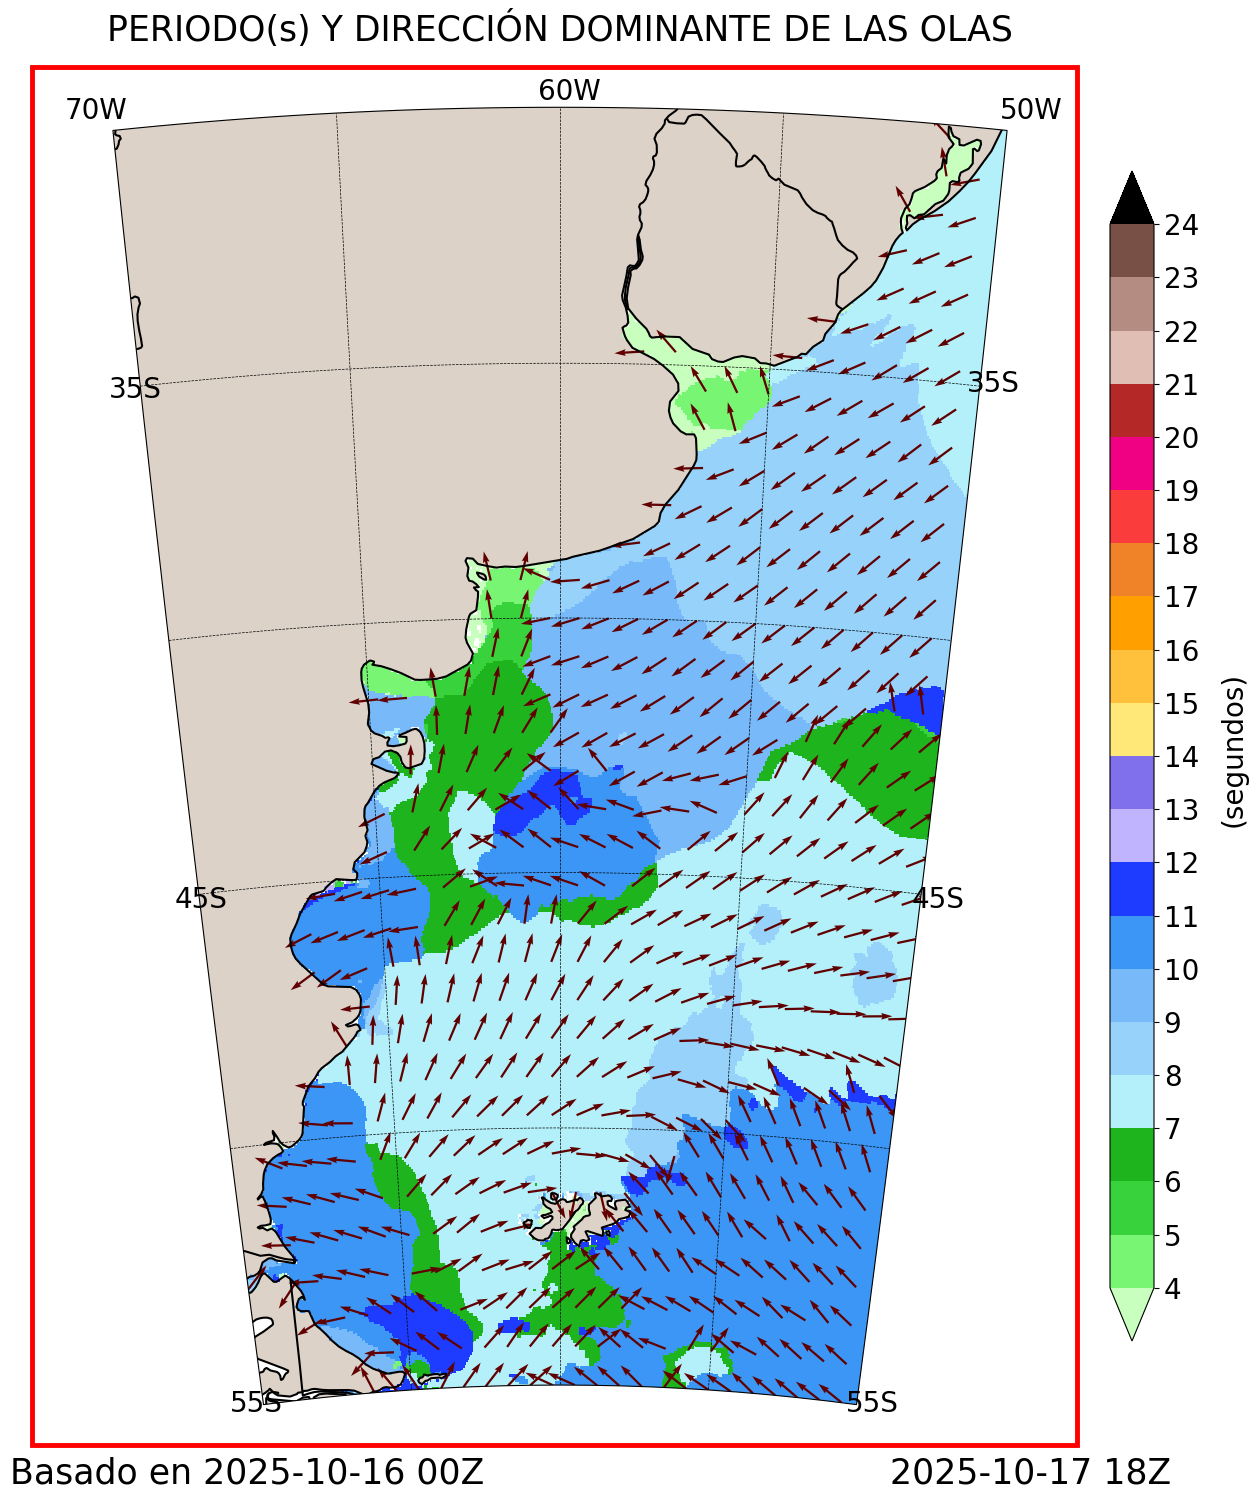 PERIODO(s) Y DIRECCIÓN DOMINANTE DE LAS OLAS
70W
60W
50W
35S
35S
45S
45S
55S
55S
24
23
22
21
20
19
18
17
16
15
14
13
12
11
10
9
8
7
6
5
4
(segundos)
Basado en 2025-10-16 00Z
2025-10-17 18Z